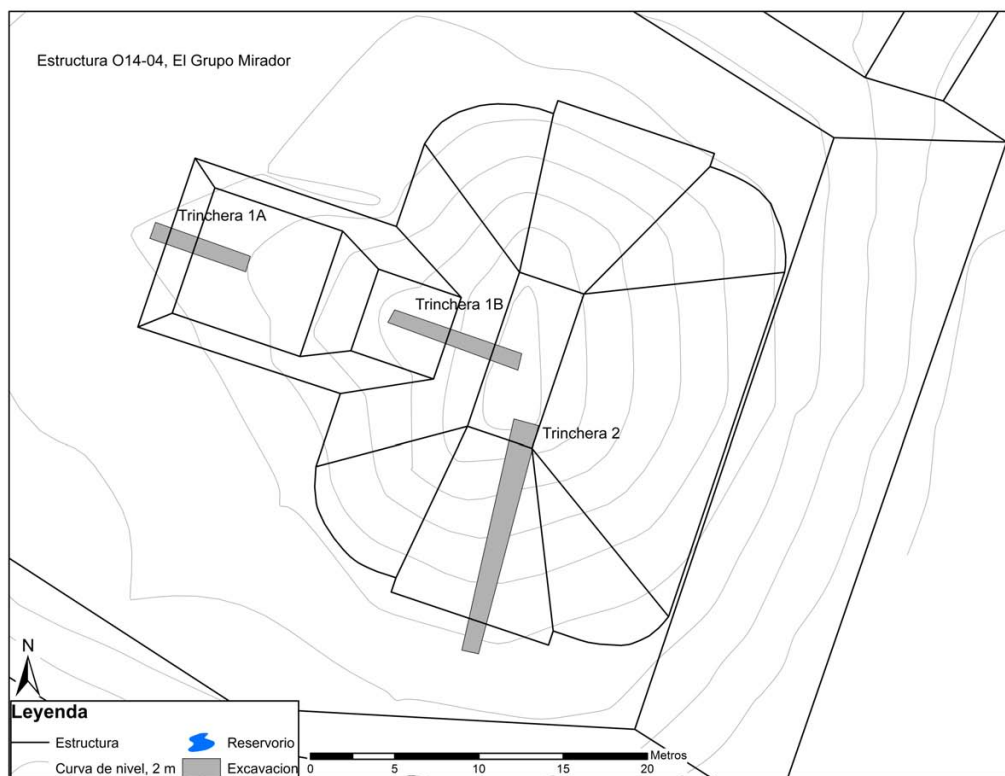 Estructura O14-04, El Grupo Mirador
Trinchera 1A
Trinchera 1B
Trinchera 2
N
Leyenda
Estructura
Reservorio
Curva de nivel, 2 m
Excavacion
Metros
0 5 10 15 20